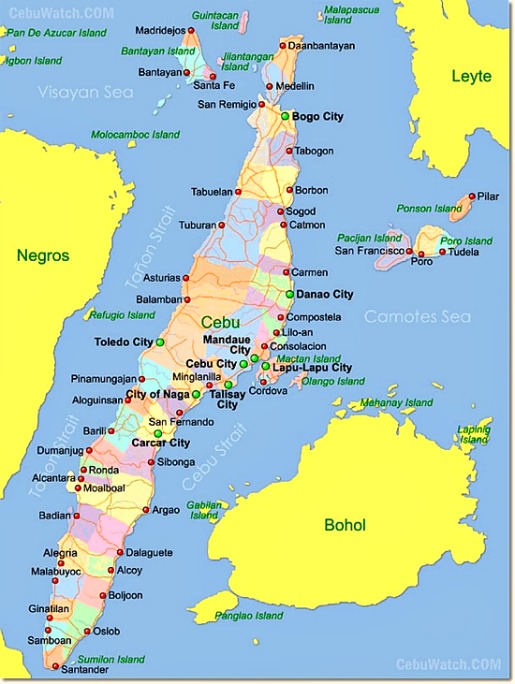 CebuWatch.COM
Guintacan
Island
Malapascua
Island
Pan De Azucar Island
Madridejos
Bantayan Island
Daanbantayan
Jiiantangan
Island
Igbon Island
Bantayan
Santa Fe
Medellin
Leyte
Visayan Sea
San Remigio
Bogo City
Molocamboc Island
Tabogon
Tabuelan
Borbon
Pilar
Ponson Island
Tañon Strait
Sogod
Tuburan
Catmon
Pacijan Island
Poro Island
San Francisco
Tudela
Poro
Negros
Asturias
Carmen
Balamban
Danao City
Refugio Island
Compostela
Camotes Sea
Cebu
Lilo-an
Toledo City
Mandaue
City
Consolacion
Mactan Island
Cebu City
Lapu-Lapu City
Pinamungajan
Minglanilla
Olango Island
Cordova
City of Naga
Talisay
City
Aloguinsan
Mahanay Island
San Fernando
Barili
Carcar City
Lapinig
Island
Cebu Strait
Tañon Strait
Dumanjug
Sibonga
Ronda
Alcantara
Moalboal
Argao
Gabilan
Island
Badian
Bohol
Alegria
Dalaguete
Malabuyoc
Alcoy
Boljoon
Ginatilan
Panglao Island
Samboan
Oslob
Sumilon Island
Santander
CebuWatch.COM